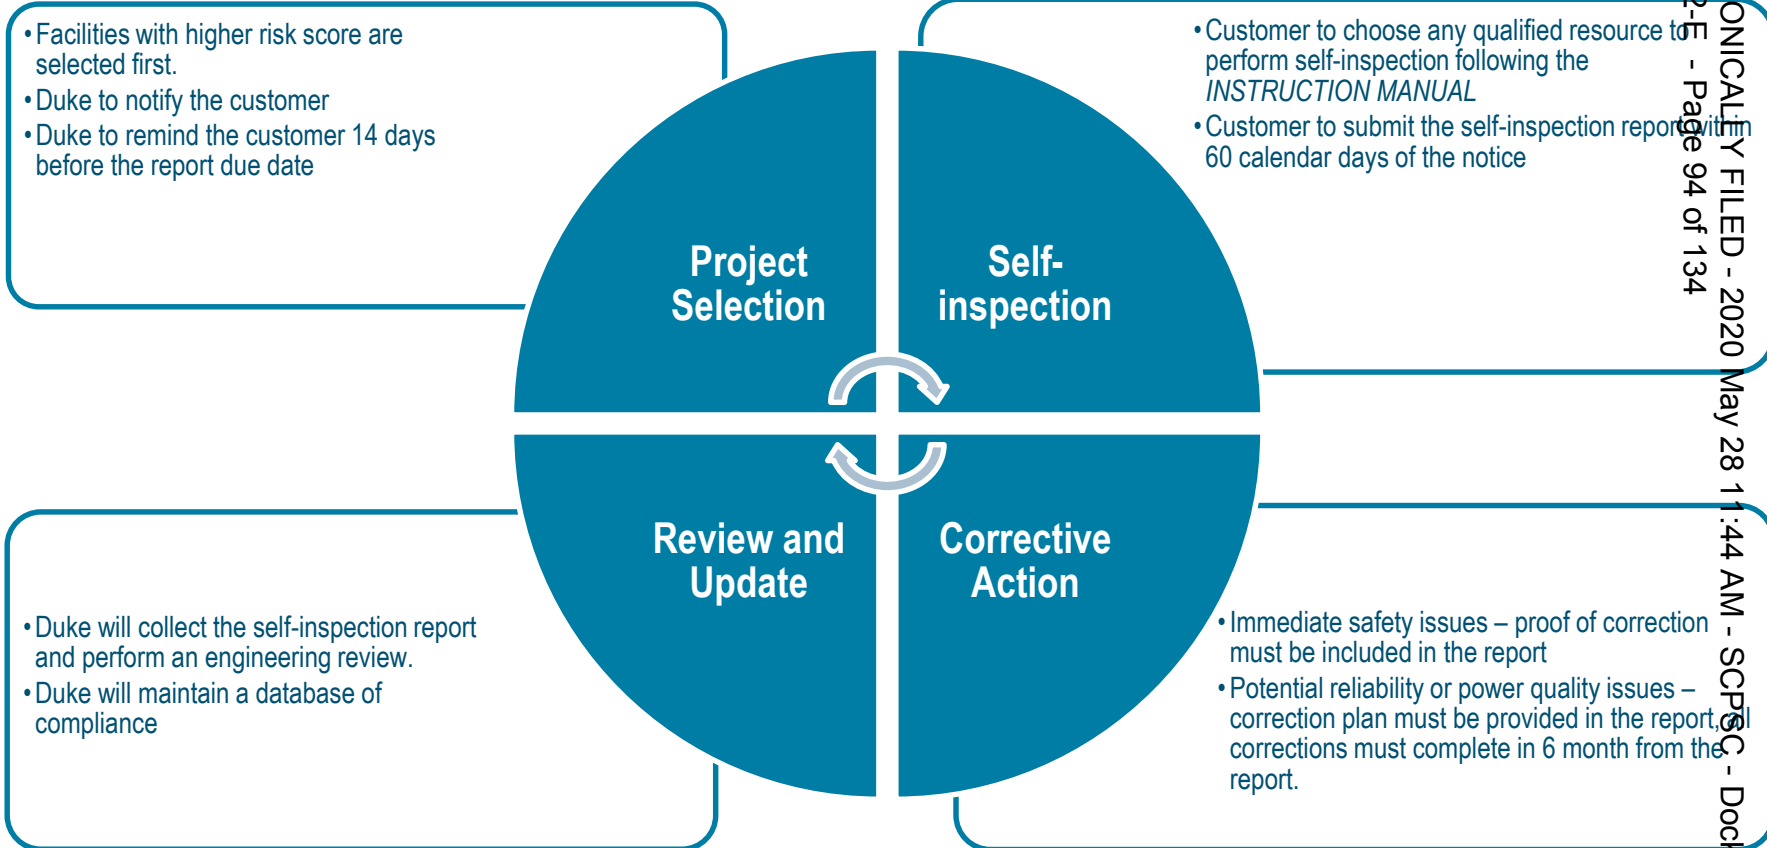 • Facilities with higher risk score are
selected first.
• Duke to notify the customer
• Duke to remind the customer 14 days
before the report due date
• Customer to choose any qualified resource to
perform self-inspection following the
INSTRUCTION MANUAL
• Customer to submit the self-inspection report within
60 calendar days of the notice
Project
Selection
Self-
inspection
Review and
Update
Corrective
Action
• Duke will collect the self-inspection report
and perform an engineering review.
• Duke will maintain a database of
compliance
• Immediate safety issues – proof of correction
must be included in the report
• Potential reliability or power quality issues –
correction plan must be provided in the report, all
corrections must complete in 6 month from the
report.
ONICALLY FILED - 2020 May 28 11:44 AM - SCPSC - Dock
2-E - Page 94 of 134